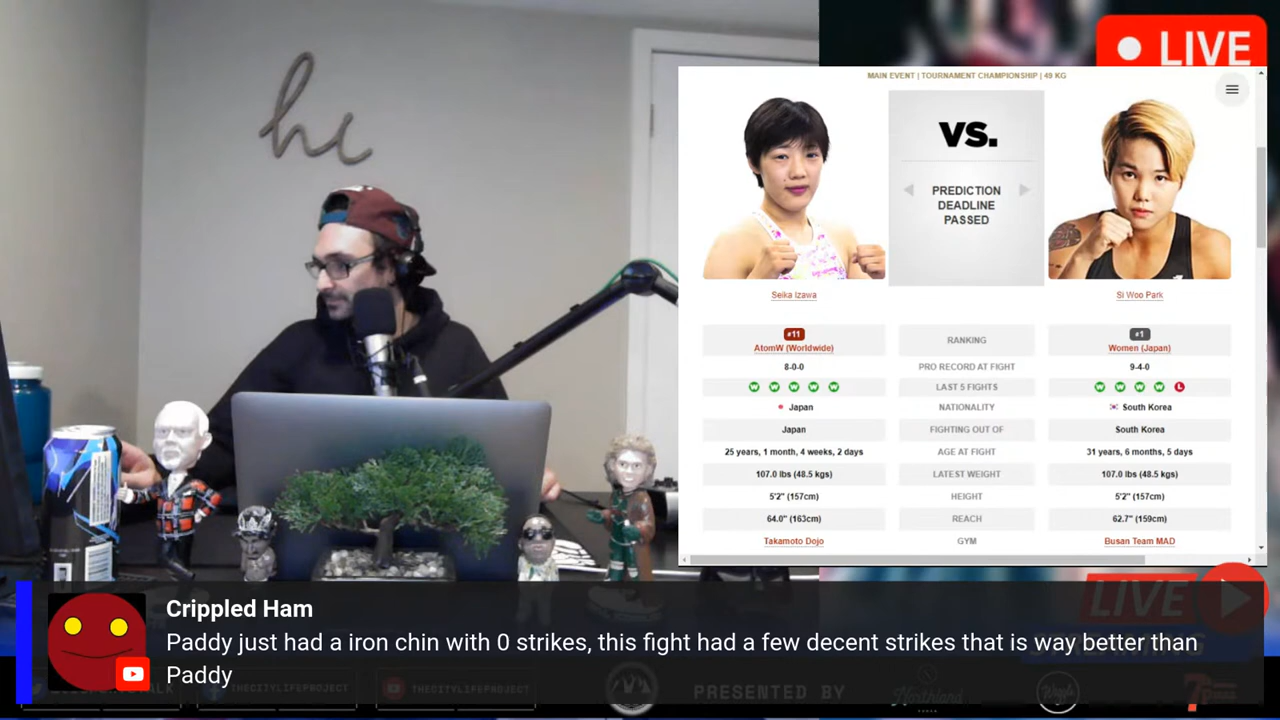 hi
LIVE
MAIN EVENT | TOURNAMENT CHAMPIONSHIP | 49 KG
VS.
PREDICTION
DEADLINE
PASSED
Seika Izawa
Si Woo Park
#11 RANKING #1
AtomW (Worldwide) Women (Japan)
8-0-0 PRO RECORD AT FIGHT 9-4-0
W W W W W LAST 5 FIGHTS W W W W L
Japan NATIONALITY South Korea
Japan FIGHTING OUT OF South Korea
25 years, 1 month, 4 weeks, 2 days AGE AT FIGHT 31 years, 6 months, 5 days
107.0 lbs (48.5 kgs) LATEST WEIGHT 107.0 lbs (48.5 kgs)
5'2" (157cm) HEIGHT 5'2" (157cm)
64.0" (163cm) REACH 62.7" (159cm)
Takamoto Dojo GYM Busan Team MAD
LIVE
Crippled Ham
Paddy just had a iron chin with 0 strikes, this fight had a few decent strikes that is way better than
Paddy
THECITYLIFEPROJECT THECITYLIFEPROJECT PRESENTED BY Northland